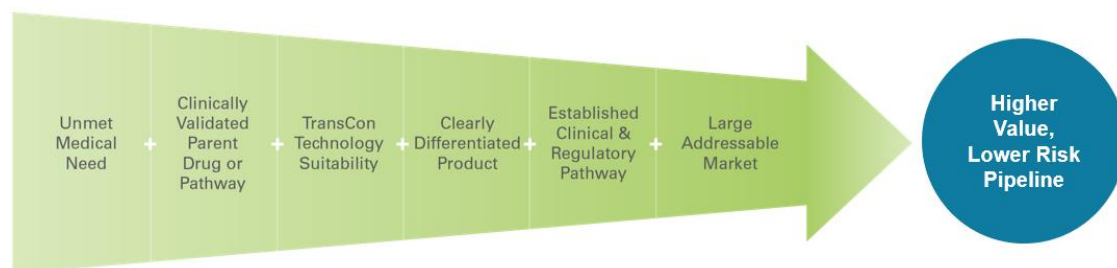 Unmet
Medical
Need
+
Clinically
Validated
Parent
Drug or
Pathway
+
TransCon
Technology
Suitability
+
Clearly
Differentiated
Product
+
Established
Clinical &
Regulatory
Pathway
+
Large
Addressable
Market
Higher
Value,
Lower Risk
Pipeline